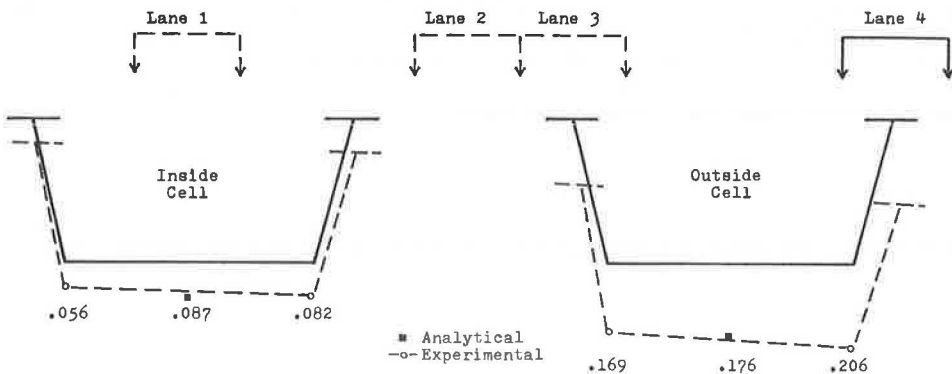 Lane 1
Lane 2
Lane 3
Lane 4
Inside
Cell
Outside
Cell
.056
.087
.082
Analytical
Experimental
.169
.176
.206